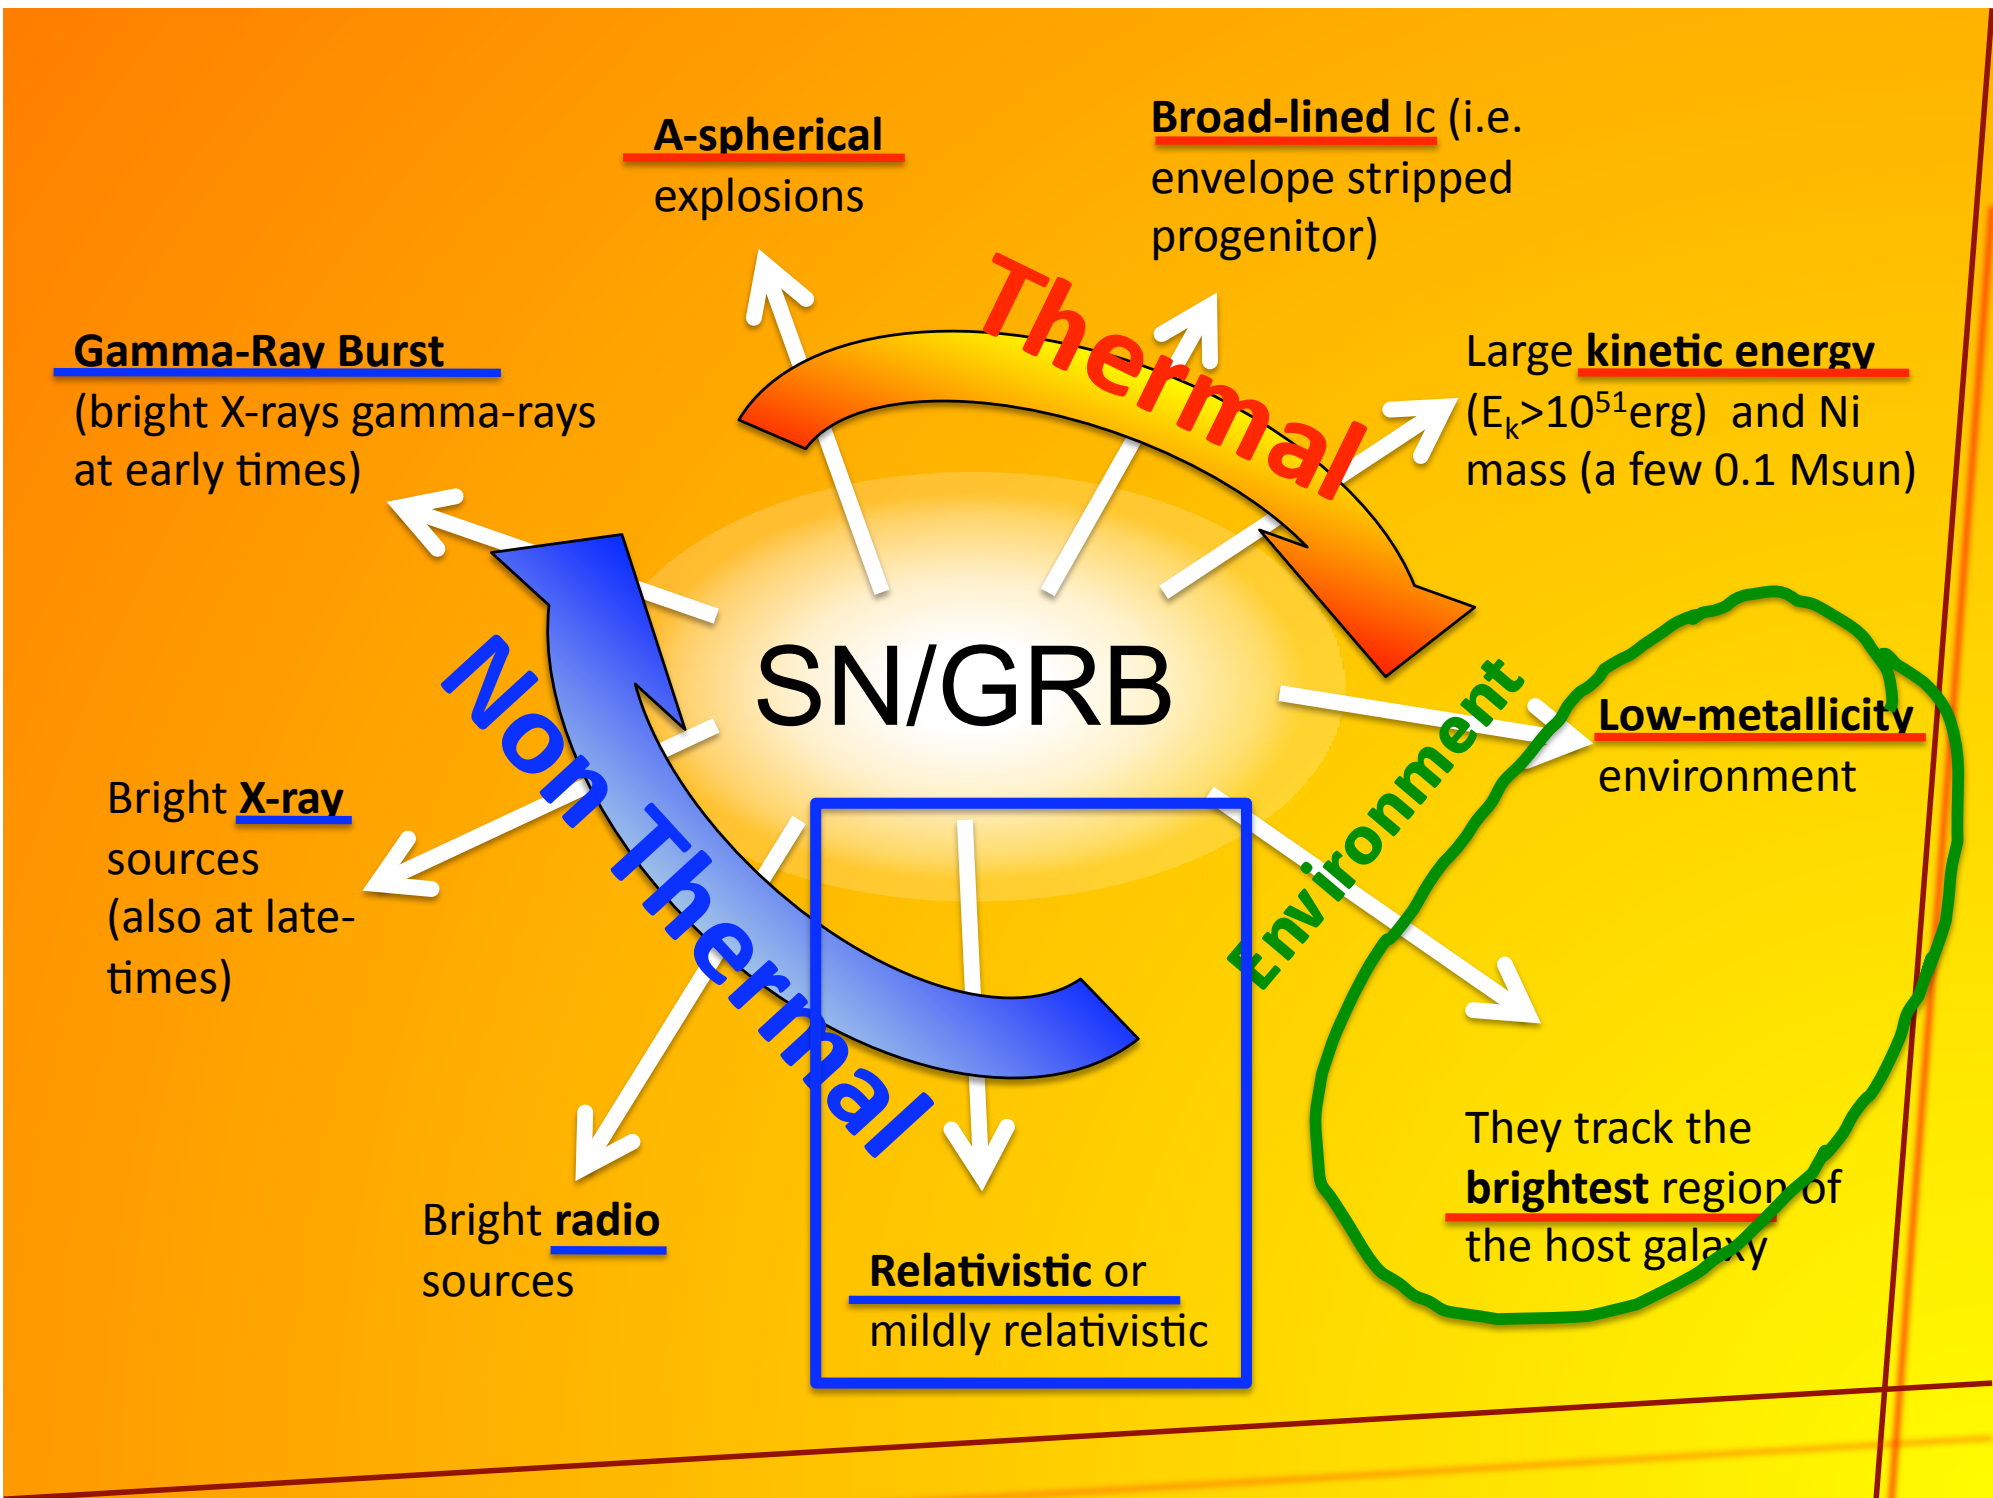 A-spherical
explosions
Broad-lined Ic (i.e.
envelope stripped
progenitor)
Thermal
Gamma-Ray Burst
(bright X-rays gamma-rays
at early times)
Large kinetic energy
(Ek>10^51erg) and Ni
mass (a few 0.1 Msun)
SN/GRB
Non Thermal
Environment
Low-metallicity
environment
Bright X-ray
sources
(also at late-
times)
They track the
brightest region of
the host galaxy
Bright radio
sources
Relativistic or
mildly relativistic